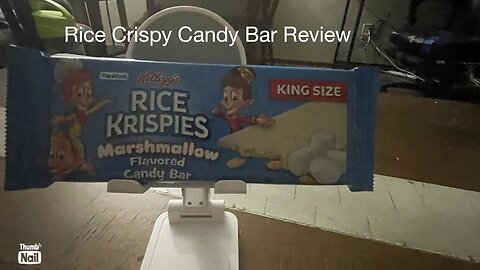 Rice Crispy Candy Bar Review
Kellogg's
KING SIZE
RICE
KRISPIES
Marshmallow
Flavored
Candy Bar
Thumb
Nail